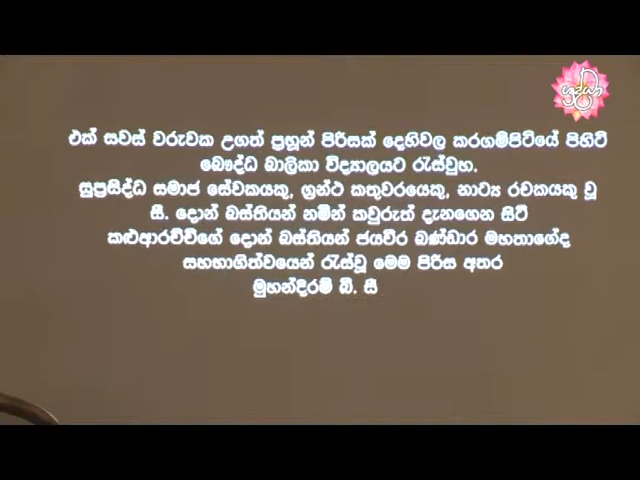 එක් සවස් වරුවක උගත් ප්‍රභූන් පිරිසක් දෙහිවල කරගම්පිටියේ පිහිටි
බෞද්ධ බාලිකා විද්‍යාලයට රැස්වුහ.
සුප්‍රසිද්ධ සමාජ සේවකයකු, ග්‍රන්ථ කතුවරයෙකු, නාට්‍ය රචකයකු වූ
සී. දොන් බස්තියන් නමින් කවුරුත් දැනගෙන සිටි
කළුආරච්චිගේ දොන් බස්තියන් ජයවීර බණ්ඩාර මහතාගේද
සහභාගිත්වයෙන් රැස්වූ මෙම පිරිස අතර
මුහන්දිරම් බී. සී